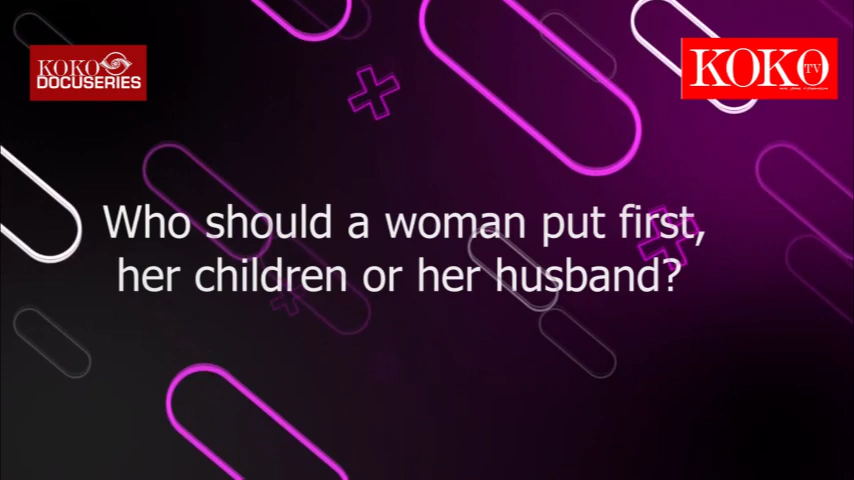 KOKO
DOCUSERIES
KOKO
TV
Who should a woman put first,
her children or her husband?